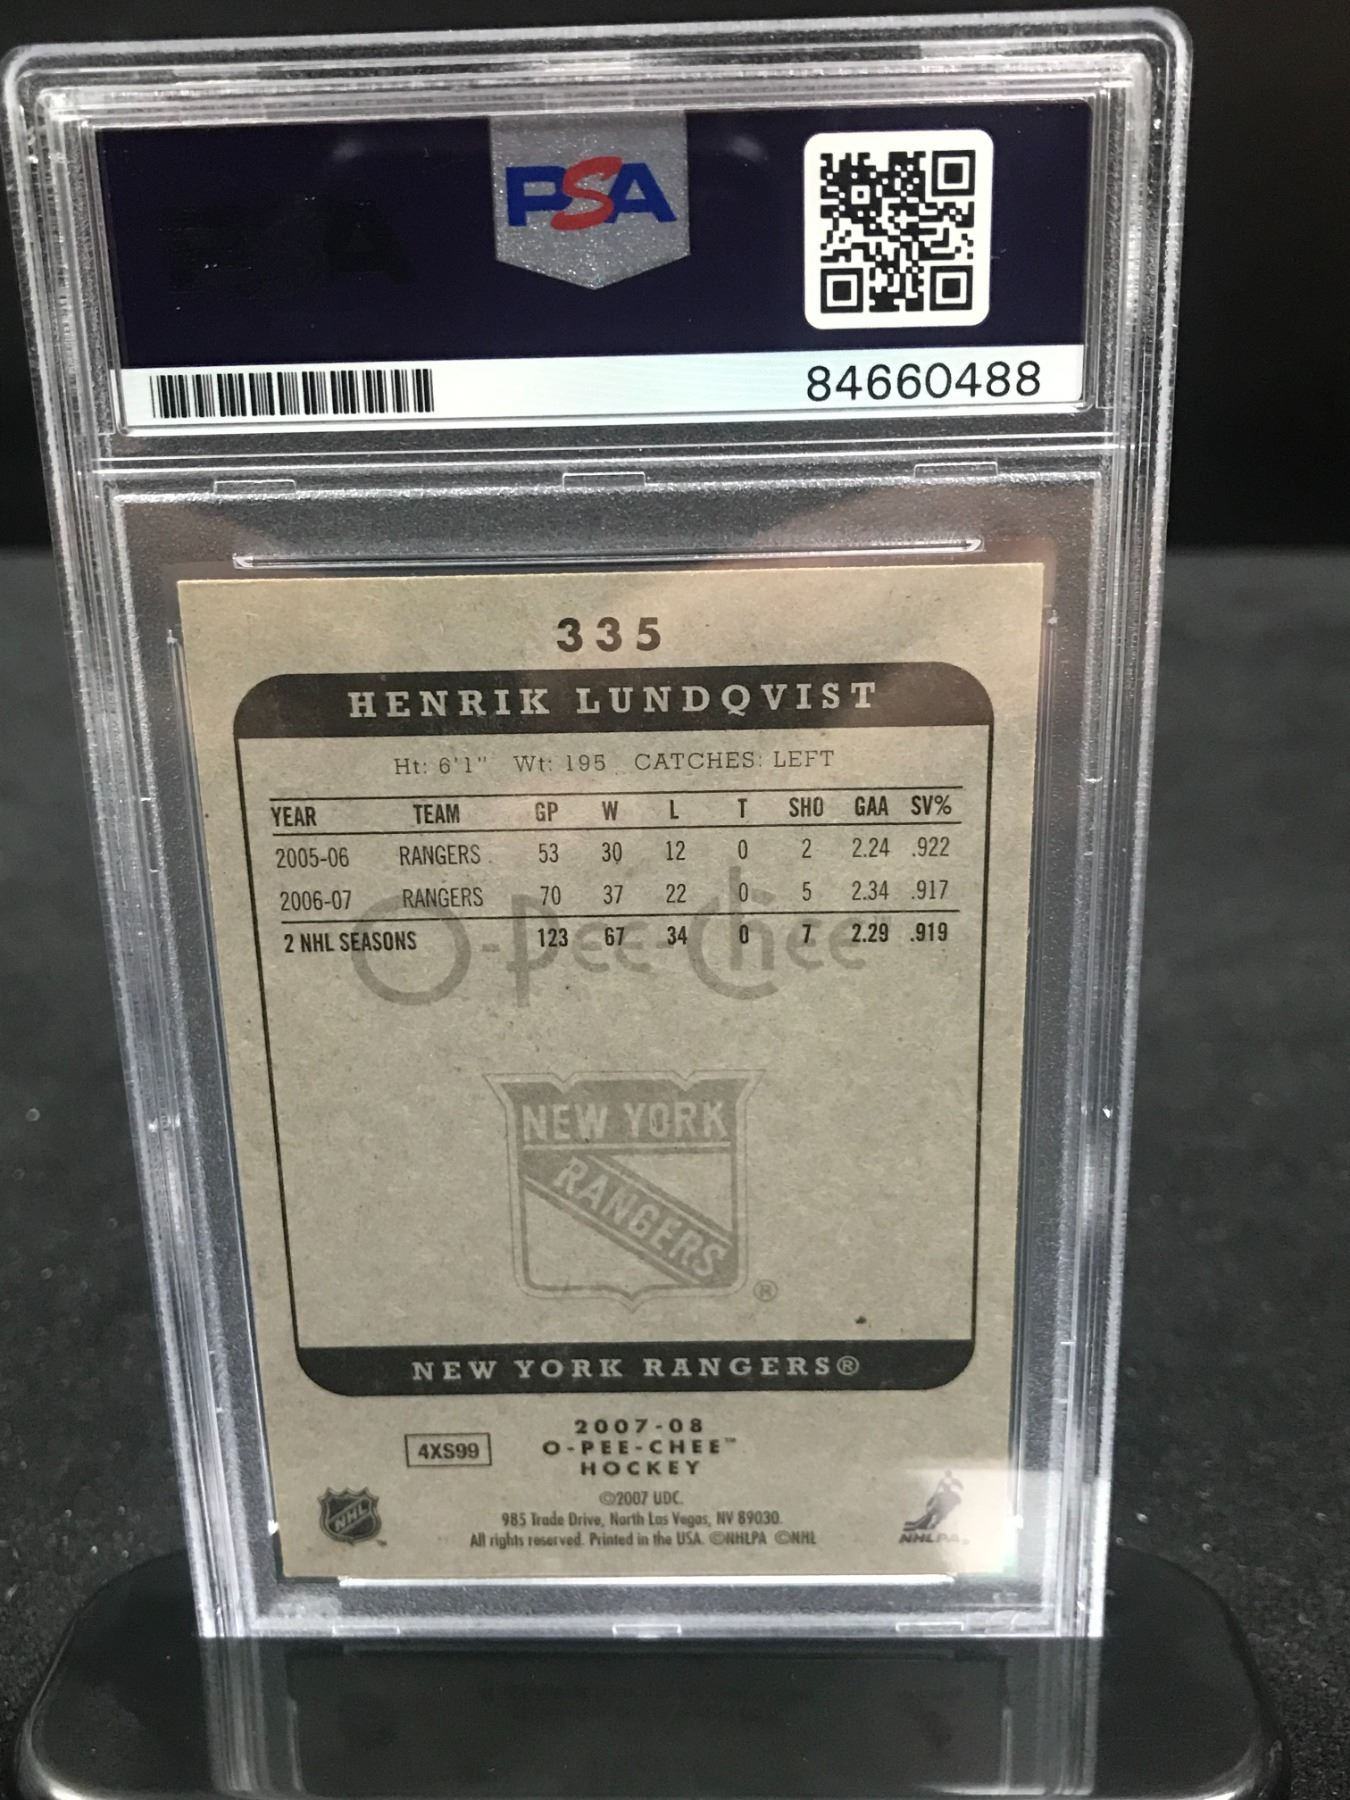 PSA
84660488
335
HENRIK LUNDQVIST
Ht: 6'1" Wt: 195 CATCHES: LEFT
YEAR TEAM GP W L T SHO GAA SV%
2005-06 RANGERS 53 30 12 0 2 2.24 .922
2006-07 RANGERS 70 37 22 0 5 2.34 .917
2 NHL SEASONS 123 67 34 0 7 2.29 .919
O-Pee-Chee™
NEW YORK
RANGERS
®
NEW YORK RANGERS®
2007-08
4XS99 O-PEE-CHEE™
HOCKEY
©2007 UDC.
985 Trade Drive, North Las Vegas, NV 89030.
All rights reserved. Printed in the USA. ©NHLPA ©NHL
NHL™
NHLPA